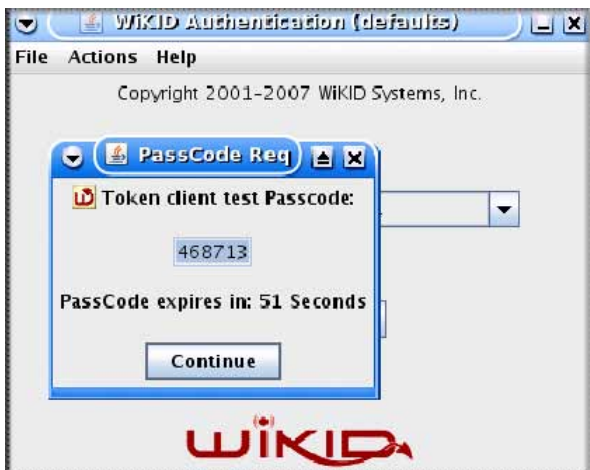 WiKID Authentication (defaults)
File Actions Help
Copyright 2001-2007 WiKID Systems, Inc.
PassCode Req
Token client test Passcode:
468713
PassCode expires in: 51 Seconds
Continue
WiKID